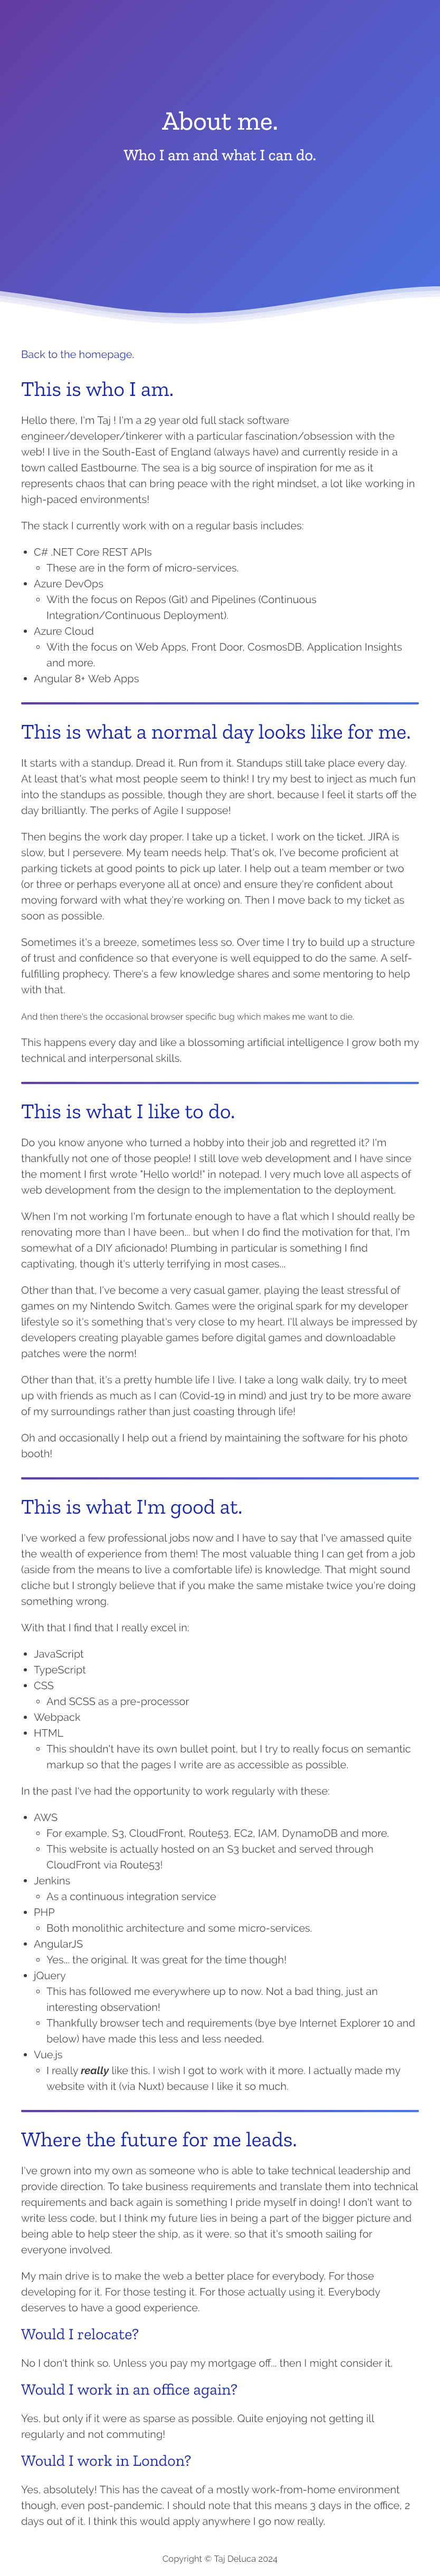 About me.
Who I am and what I can do.
Back to the homepage.
This is who I am.
Hello there, I'm Taj ! I'm a 29 year old full stack software
engineer/developer/tinkerer with a particular fascination/obsession with the
web! I live in the South-East of England (always have) and currently reside in a
town called Eastbourne. The sea is a big source of inspiration for me as it
represents chaos that can bring peace with the right mindset, a lot like working in
high-paced environments!
The stack I currently work with on a regular basis includes:
• C# .NET Core REST APIs
◦ These are in the form of micro-services.
• Azure DevOps
◦ With the focus on Repos (Git) and Pipelines (Continuous
Integration/Continuous Deployment).
• Azure Cloud
◦ With the focus on Web Apps, Front Door, CosmosDB, Application Insights
and more.
• Angular 8+ Web Apps
This is what a normal day looks like for me.
It starts with a standup. Dread it. Run from it. Standups still take place every day.
At least that's what most people seem to think! I try my best to inject as much fun
into the standups as possible, though they are short, because I feel it starts off the
day brilliantly. The perks of Agile I suppose!
Then begins the work day proper. I take up a ticket, I work on the ticket. JIRA is
slow, but I persevere. My team needs help. That's ok, I've become proficient at
parking tickets at good points to pick up later. I help out a team member or two
(or three or perhaps everyone all at once) and ensure they're confident about
moving forward with what they're working on. Then I move back to my ticket as
soon as possible.
Sometimes it's a breeze, sometimes less so. Over time I try to build up a structure
of trust and confidence so that everyone is well equipped to do the same. A self-
fulfilling prophecy. There's a few knowledge shares and some mentoring to help
with that.
And then there's the occasional browser specific bug which makes me want to die.
This happens every day and like a blossoming artificial intelligence I grow both my
technical and interpersonal skills.
This is what I like to do.
Do you know anyone who turned a hobby into their job and regretted it? I'm
thankfully not one of those people! I still love web development and I have since
the moment I first wrote "Hello world!" in notepad. I very much love all aspects of
web development from the design to the implementation to the deployment.
When I'm not working I'm fortunate enough to have a flat which I should really be
renovating more than I have been... but when I do find the motivation for that, I'm
somewhat of a DIY aficionado! Plumbing in particular is something I find
captivating, though it's utterly terrifying in most cases...
Other than that, I've become a very casual gamer, playing the least stressful of
games on my Nintendo Switch. Games were the original spark for my developer
lifestyle so it's something that's very close to my heart. I'll always be impressed by
developers creating playable games before digital games and downloadable
patches were the norm!
Other than that, it's a pretty humble life I live. I take a long walk daily, try to meet
up with friends as much as I can (Covid-19 in mind) and just try to be more aware
of my surroundings rather than just coasting through life!
Oh and occasionally I help out a friend by maintaining the software for his photo
booth!
This is what I'm good at.
I've worked a few professional jobs now and I have to say that I've amassed quite
the wealth of experience from them! The most valuable thing I can get from a job
(aside from the means to live a comfortable life) is knowledge. That might sound
cliche but I strongly believe that if you make the same mistake twice you're doing
something wrong.
With that I find that I really excel in:
• JavaScript
• TypeScript
• CSS
◦ And SCSS as a pre-processor
• Webpack
• HTML
◦ This shouldn't have its own bullet point, but I try to really focus on semantic
markup so that the pages I write are as accessible as possible.
In the past I've had the opportunity to work regularly with these:
• AWS
◦ For example, S3, CloudFront, Route53, EC2, IAM, DynamoDB and more.
◦ This website is actually hosted on an S3 bucket and served through
CloudFront via Route53!
• Jenkins
◦ As a continuous integration service
• PHP
◦ Both monolithic architecture and some micro-services.
• AngularJS
◦ Yes... the original. It was great for the time though!
• jQuery
◦ This has followed me everywhere up to now. Not a bad thing, just an
interesting observation!
◦ Thankfully browser tech and requirements (bye bye Internet Explorer 10 and
below) have made this less and less needed.
• Vue.js
◦ I really really like this. I wish I got to work with it more. I actually made my
website with it (via Nuxt) because I like it so much.
Where the future for me leads.
I've grown into my own as someone who is able to take technical leadership and
provide direction. To take business requirements and translate them into technical
requirements and back again is something I pride myself in doing! I don't want to
write less code, but I think my future lies in being a part of the bigger picture and
being able to help steer the ship, as it were, so that it's smooth sailing for
everyone involved.
My main drive is to make the web a better place for everybody. For those
developing for it. For those testing it. For those actually using it. Everybody
deserves to have a good experience.
Would I relocate?
No I don't think so. Unless you pay my mortgage off... then I might consider it.
Would I work in an office again?
Yes, but only if it were as sparse as possible. Quite enjoying not getting ill
regularly and not commuting!
Would I work in London?
Yes, absolutely! This has the caveat of a mostly work-from-home environment
though, even post-pandemic. I should note that this means 3 days in the office, 2
days out of it. I think this would apply anywhere I go now really.
Copyright © Taj Deluca 2024